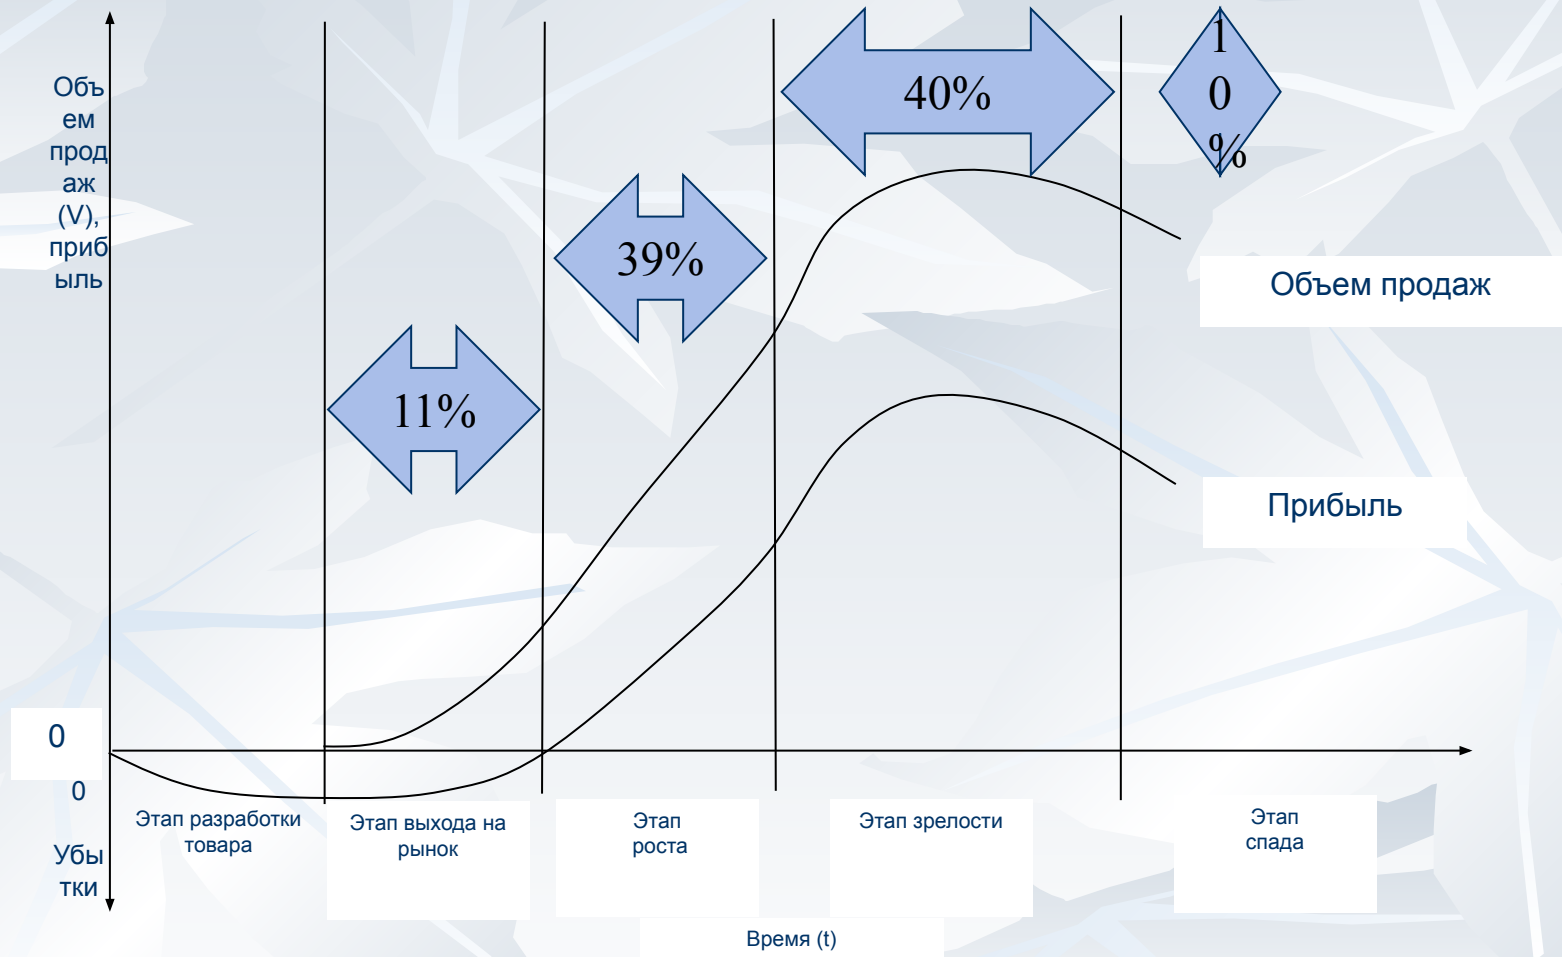 Объ
ем
прод
аж
(V),
приб
ыль
11%
39%
40%
1
0
%
Объем продаж
Прибыль
0
0
Убы
тки
Этап разработки
товара
Этап выхода на
рынок
Этап
роста
Этап зрелости
Этап
спада
Время (t)